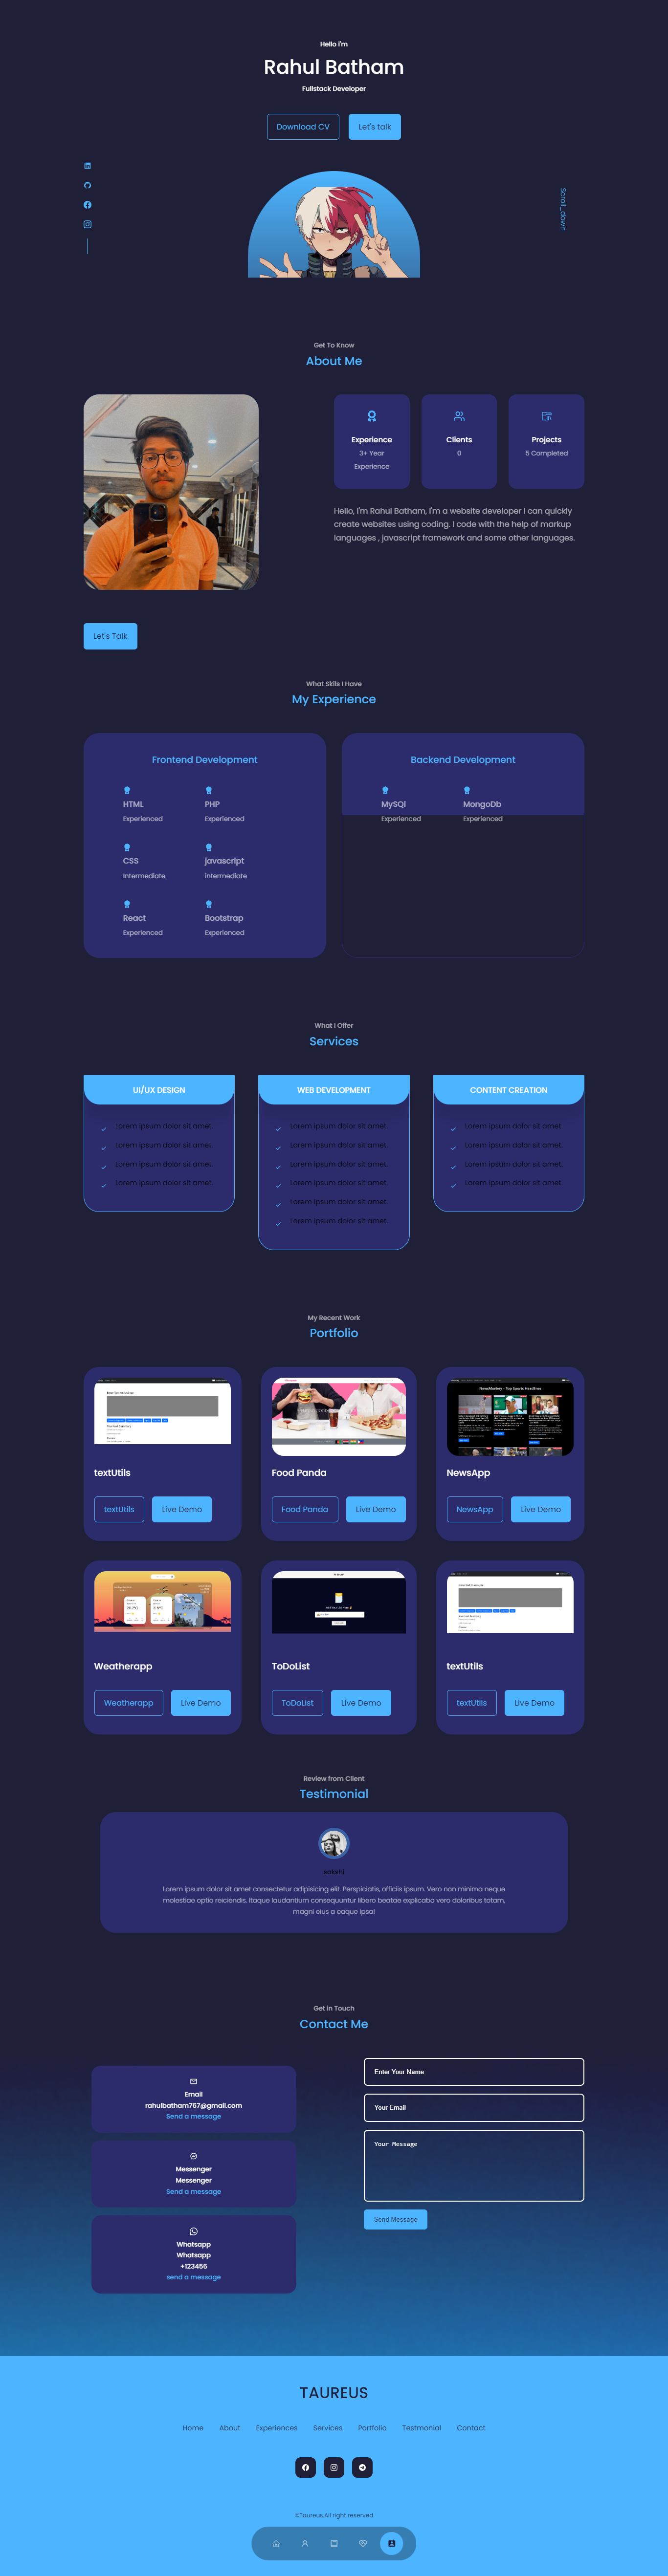 Hello I'm
Rahul Batham
Fullstack Developer
Download CV
Let's talk
Scroll_down
Get To Know
About Me
Experience
3+ Year
Experience
Clients
0
Projects
5 Completed
Hello, I'm Rahul Batham, I'm a website developer I can quickly
create websites using coding. I code with the help of markup
languages , javascript framework and some other languages.
Let's Talk
What Skils I Have
My Experience
Frontend Development
HTML
Experienced
PHP
Experienced
CSS
Intermediate
javascript
intermediate
React
Experienced
Bootstrap
Experienced
Backend Development
MySQl
Experienced
MongoDb
Experienced
What I Offer
Services
UI/UX DESIGN
Lorem ipsum dolor sit amet.
Lorem ipsum dolor sit amet.
Lorem ipsum dolor sit amet.
Lorem ipsum dolor sit amet.
WEB DEVELOPMENT
Lorem ipsum dolor sit amet.
Lorem ipsum dolor sit amet.
Lorem ipsum dolor sit amet.
Lorem ipsum dolor sit amet.
Lorem ipsum dolor sit amet.
Lorem ipsum dolor sit amet.
CONTENT CREATION
Lorem ipsum dolor sit amet.
Lorem ipsum dolor sit amet.
Lorem ipsum dolor sit amet.
Lorem ipsum dolor sit amet.
My Recent Work
Portfolio
textUtils
textUtils
Live Demo
Food Panda
Food Panda
Live Demo
NewsMonkey - Top Sports Headlines
NewsApp
NewsApp
Live Demo
Weatherapp
Weatherapp
Live Demo
ToDoList
ToDoList
Live Demo
textUtils
textUtils
Live Demo
Review from Client
Testimonial
sakshi
Lorem ipsum dolor sit amet consectetur adipisicing elit. Perspiciatis, officiis ipsum. Vero non minima neque
molestiae optio reiciendis. Itaque laudantium consequuntur libero beatae explicabo vero doloribus totam,
magni eius a eaque ipsa!
Get In Touch
Contact Me
Email
rahulbatham767@gmail.com
Send a message
Messenger
Messenger
Send a message
Whatsapp
Whatsapp
+123456
send a message
Enter Your Name
Your Email
Your Message
Send Message
TAUREUS
Home
About
Experiences
Services
Portfolio
Testmonial
Contact
©Taureus.All right reserved